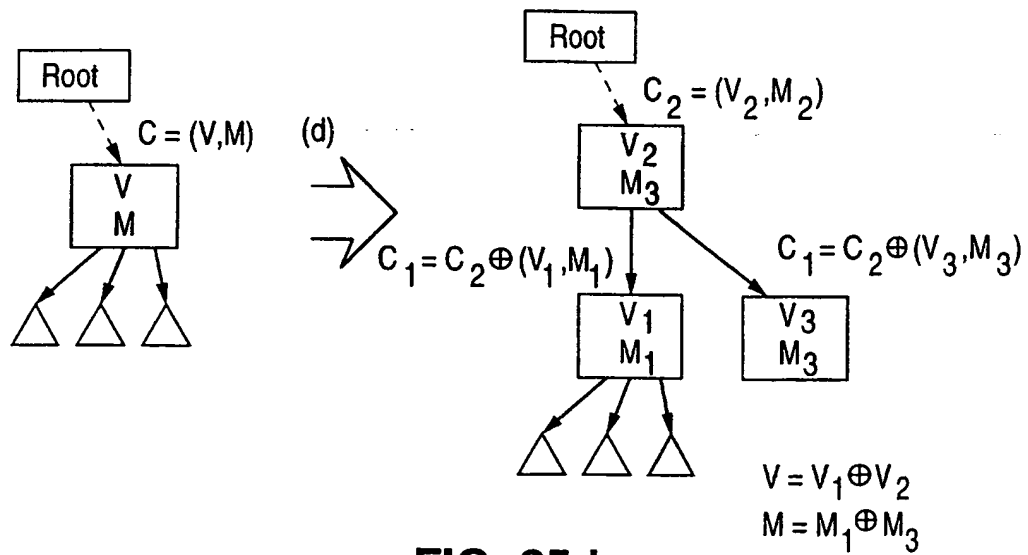 Root
C = (V,M)
V
M
(d)
Root
C2 = (V2,M2)
V2
M3
C1 = C2 ⊕ (V1,M1)
C1 = C2 ⊕ (V3,M3)
V1
M1
V3
M3
V = V1 ⊕ V2
M = M1 ⊕ M3